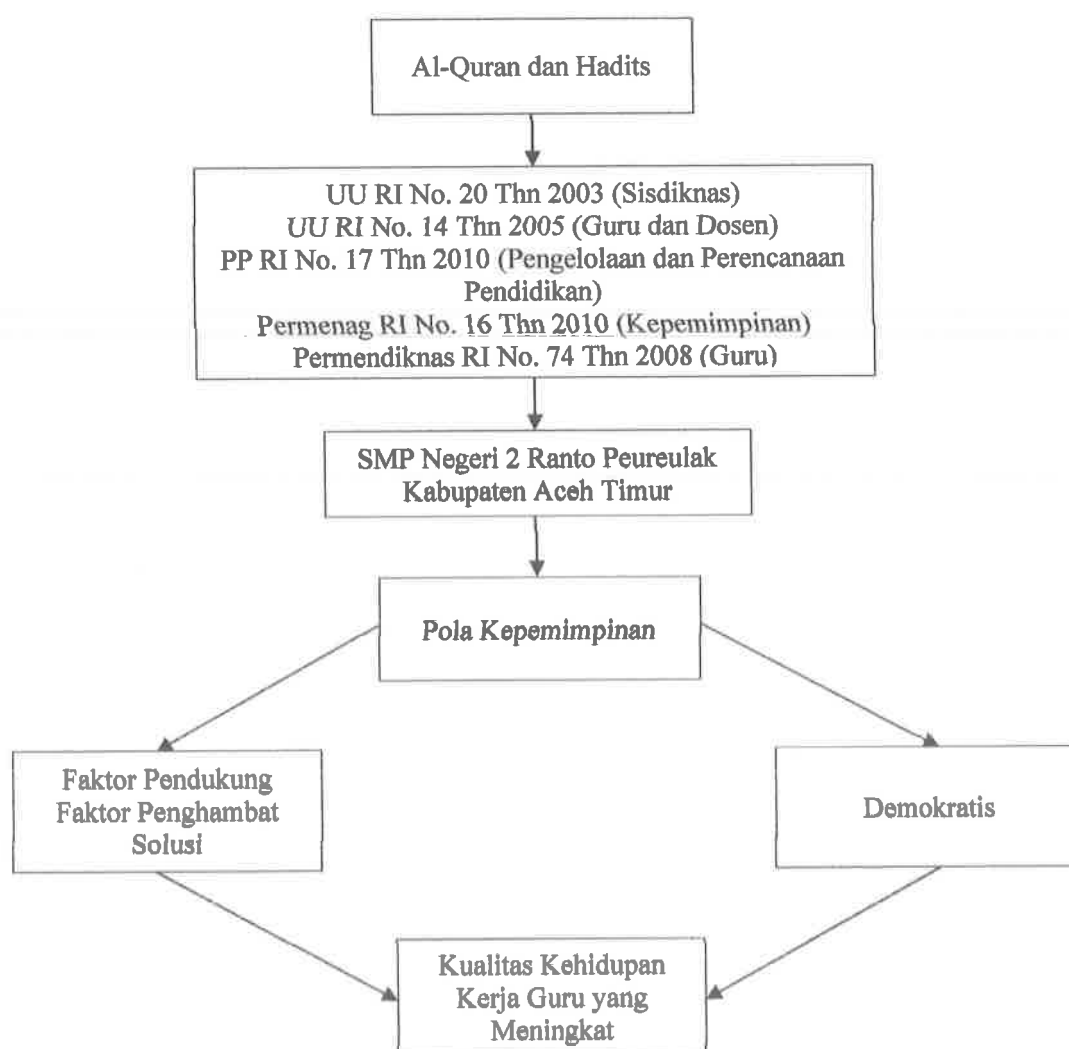 Al-Quran dan Hadits
UU RI No. 20 Thn 2003 (Sisdiknas)
UU RI No. 14 Thn 2005 (Guru dan Dosen)
PP RI No. 17 Thn 2010 (Pengelolaan dan Perencanaan
Pendidikan)
Permenag RI No. 16 Thn 2010 (Kepemimpinan)
Permendiknas RI No. 74 Thn 2008 (Guru)
SMP Negeri 2 Ranto Peureulak
Kabupaten Aceh Timur
Pola Kepemimpinan
Faktor Pendukung
Faktor Penghambat
Solusi
Demokratis
Kualitas Kehidupan
Kerja Guru yang
Meningkat